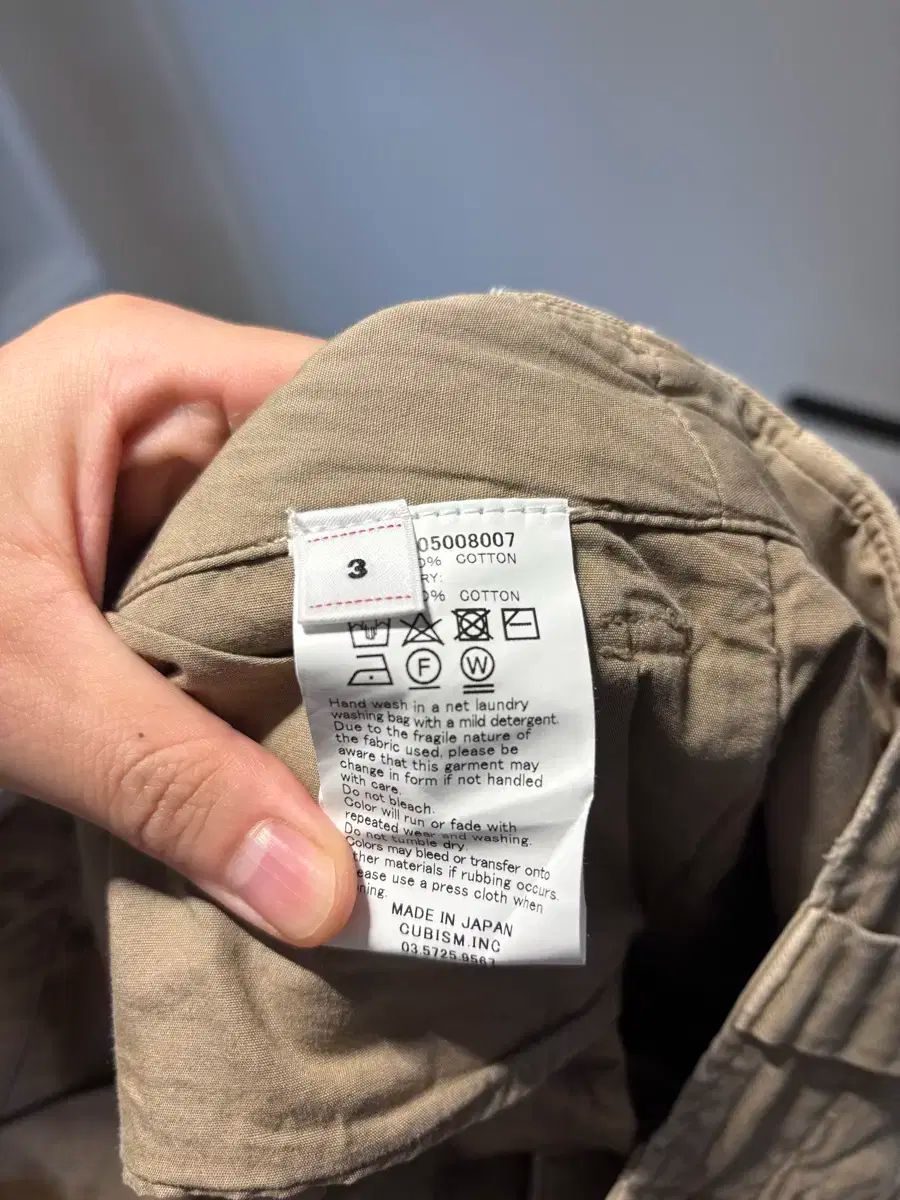 3
05008007
0% COTTON
RY:
0% COTTON
F W
Hand wash in a net laundry
washing bag with a mild detergent.
Due to the fragile nature of
the fabric used, please be
aware that this garment may
change in form if not handled
with care.
Do not bleach.
Color will run or fade with
repeated wear and washing.
Do not tumble dry.
Colors may bleed or transfer onto
ther materials if rubbing occurs.
ease use a press cloth when
ning.
MADE IN JAPAN
CUBISM.INC
03.5725.9567